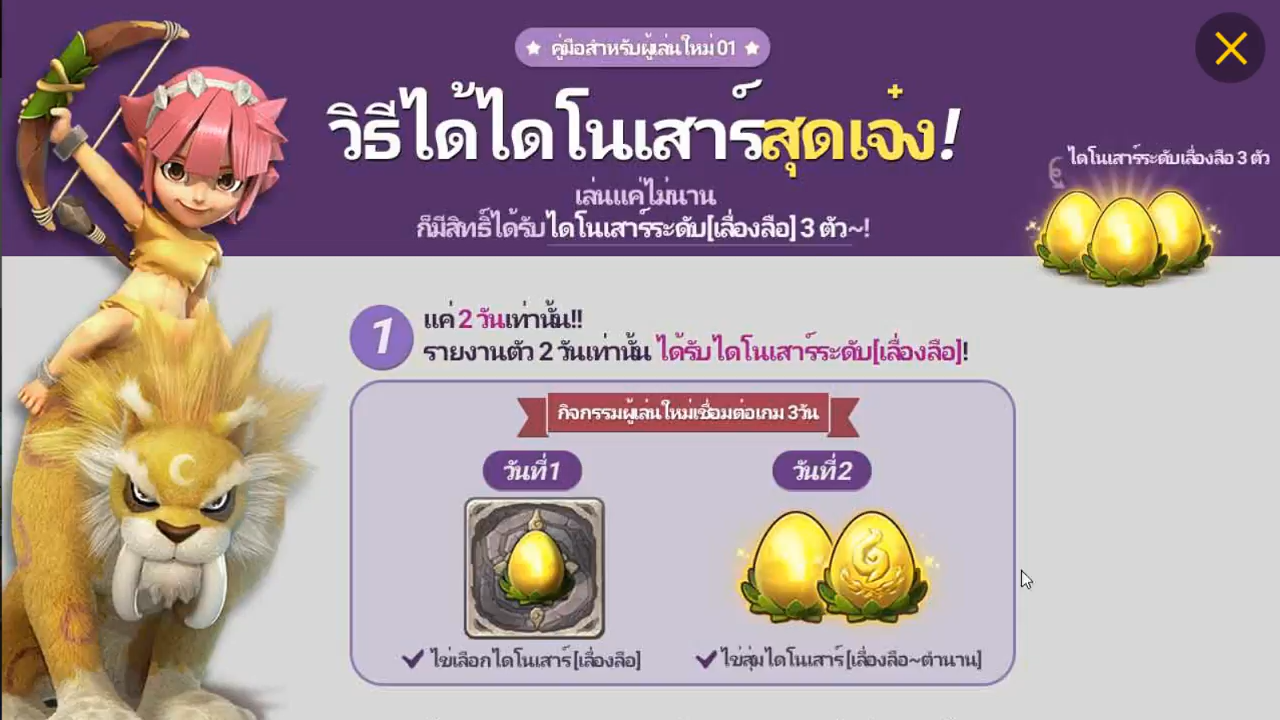 คู่มือสำหรับผู้เล่นใหม่ 01
วิธีได้ไดโนเสาร์สุดเจ๋ง!
ไดโนเสาร์ระดับเลื่องลือ 3 ตัว
เล่นแค่ไม่นาน
ก็มีสิทธิ์ได้รับไดโนเสาร์ระดับ[เลื่องลือ] 3 ตัว~!
1
แค่ 2 วันเท่านั้น!!
รายงานตัว 2 วันเท่านั้น ได้รับไดโนเสาร์ระดับ[เลื่องลือ]!
กิจกรรมผู้เล่นใหม่เชื่อมต่อเกม 3วัน
วันที่1
วันที่2
ไข่เลือกไดโนเสาร์ [เลื่องลือ]
ไข่สุ่มไดโนเสาร์ [เลื่องลือ~ตำนาน]